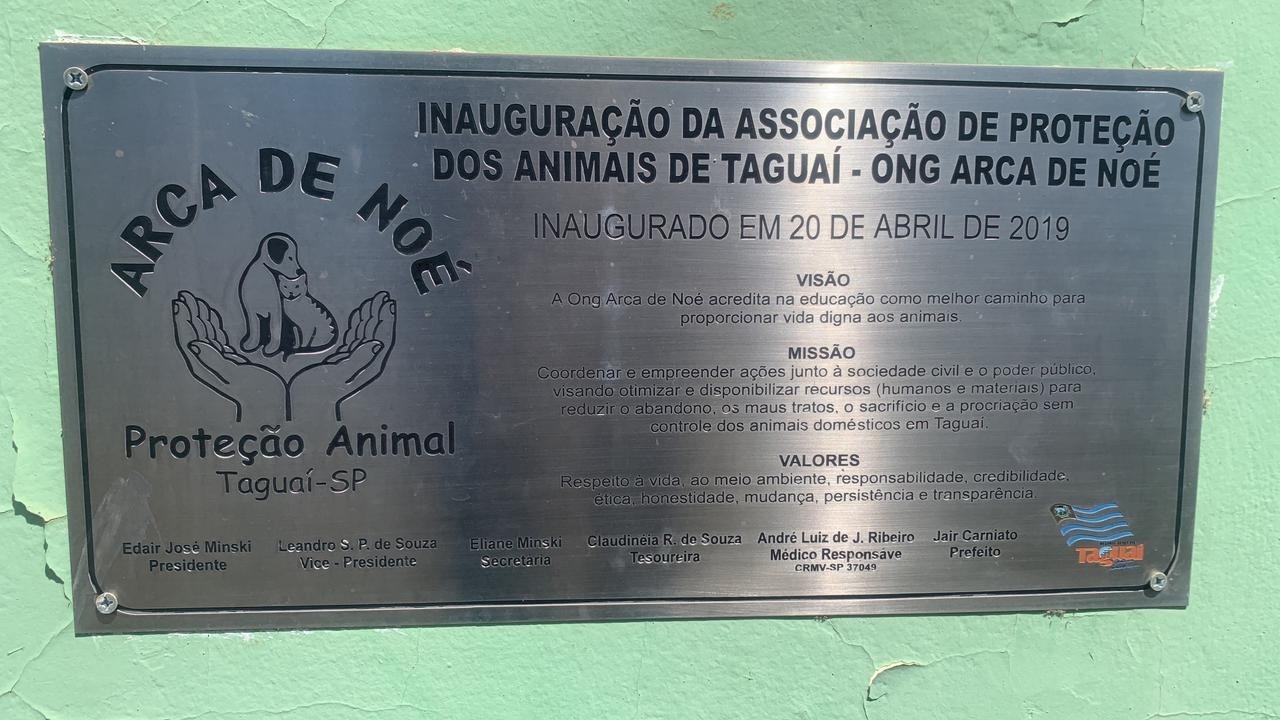 ARCA DE NOÉ
Proteção Animal
Taguaí-SP
INAUGURAÇÃO DA ASSOCIAÇÃO DE PROTEÇÃO
DOS ANIMAIS DE TAGUAÍ - ONG ARCA DE NOÉ
INAUGURADO EM 20 DE ABRIL DE 2019
VISÃO
A Ong Arca de Noé acredita na educação como melhor caminho para
proporcionar vida digna aos animais.
MISSÃO
Coordenar e empreender ações junto à sociedade civil e o poder público,
visando otimizar e disponibilizar recursos (humanos e materiais) para
reduzir o abandono, os maus tratos, o sacrifício e a procriação sem
controle dos animais domésticos em Taguaí.
VALORES
Respeito à vida, ao meio ambiente, responsabilidade, credibilidade,
ética, honestidade, mudança, persistência e transparência.
Edair José Minski
Presidente
Leandro S. P. de Souza
Vice - Presidente
Eliane Minski
Secretaria
Claudinéia R. de Souza
Tesoureira
André Luiz de J. Ribeiro
Médico Responsáve
CRMV-SP 37049
Jair Carniato
Prefeito
Taguaí